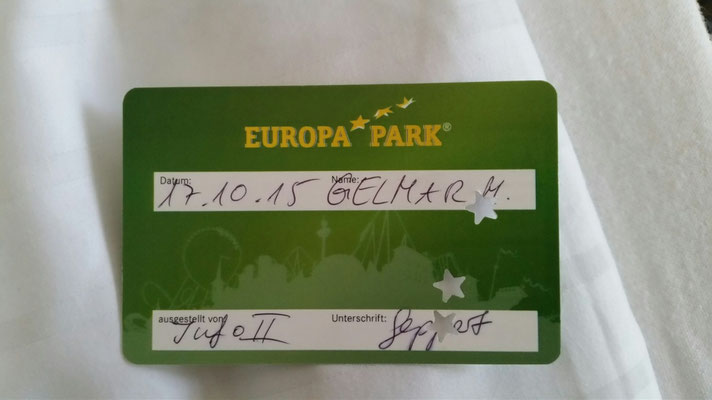 EUROPA PARK®
Datum: Name:
17.10.15 GELMAR M.
ausgestellt von: Unterschrift:
Info II